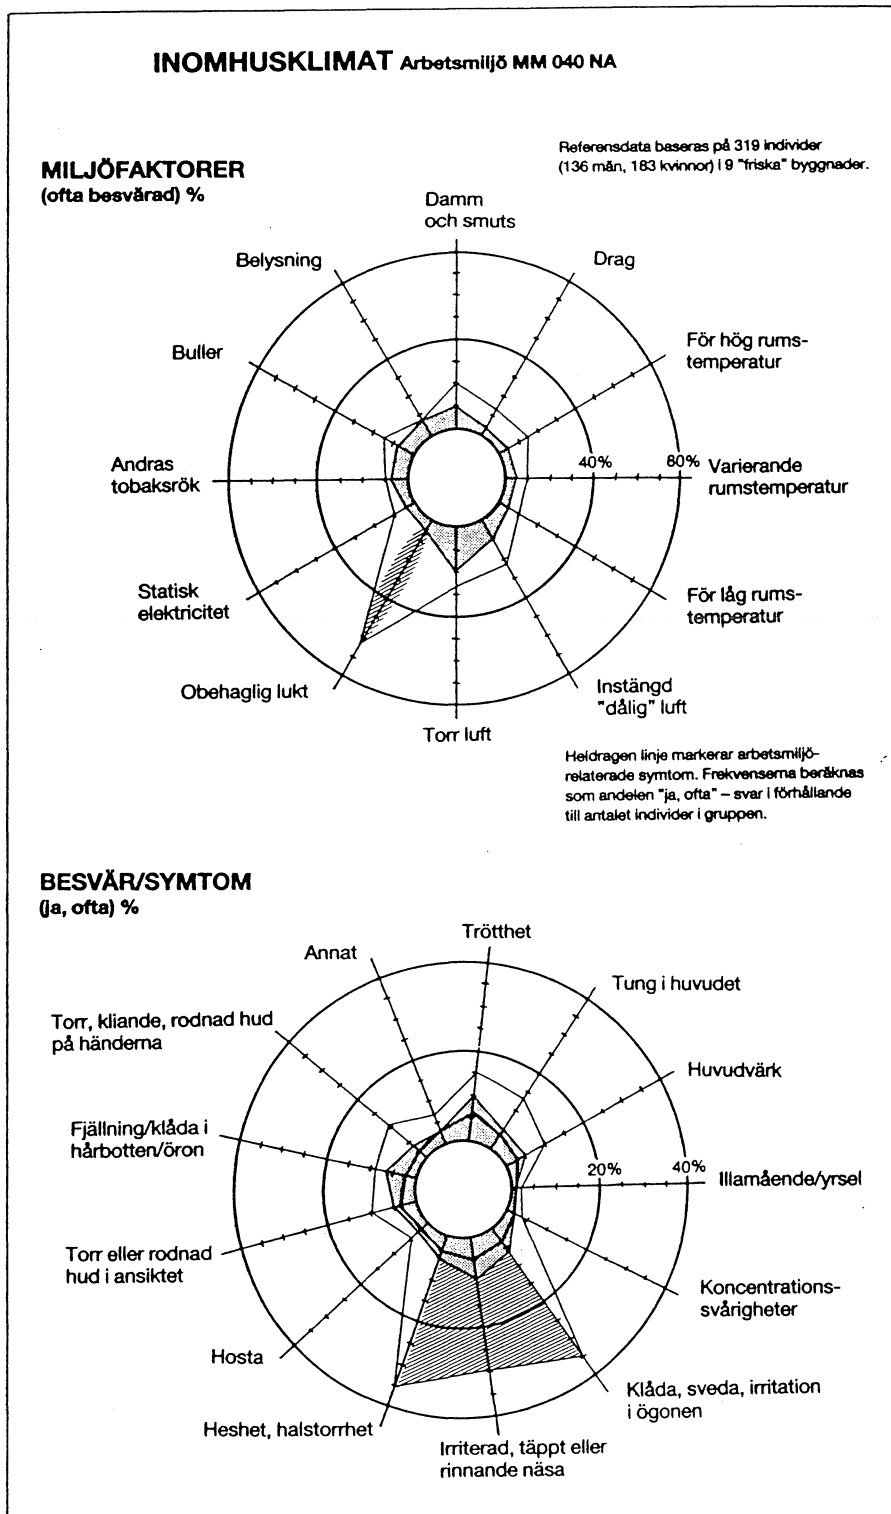 INOMHUSKLIMAT Arbetsmiljö MM 040 NA
Referensdata baseras på 319 individer
(136 män, 183 kvinnor) i 9 "friska" byggnader.
MILJÖFAKTORER
(ofta besvärad) %
Damm
och smuts
Belysning
Drag
Buller
För hög rums-
temperatur
Andras
tobaksrök
40%
80%
Varierande
rumstemperatur
Statisk
elektricitet
För låg rums-
temperatur
Obehaglig lukt
Instängd
"dålig" luft
Torr luft
Heldragen linje markerar arbetsmiljö-
relaterade symtom. Frekvenserna beräknas
som andelen "ja, ofta" – svar i förhållande
till antalet individer i gruppen.
BESVÄR/SYMTOM
(ja, ofta) %
Trötthet
Annat
Tung i huvudet
Torr, kliande, rodnad hud
på händerna
Huvudvärk
Fjällning/klåda i
hårbotten/öron
20%
40%
Illamående/yrsel
Torr eller rodnad
hud i ansiktet
Koncentrations-
svårigheter
Hosta
Klåda, sveda, irritation
i ögonen
Heshet, halstorrhet
Irriterad, täppt eller
rinnande näsa